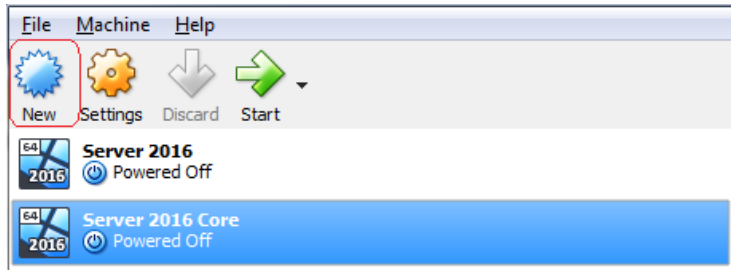 File Machine Help
New Settings Discard Start
64
2016
Server 2016
Powered Off
64
2016
Server 2016 Core
Powered Off